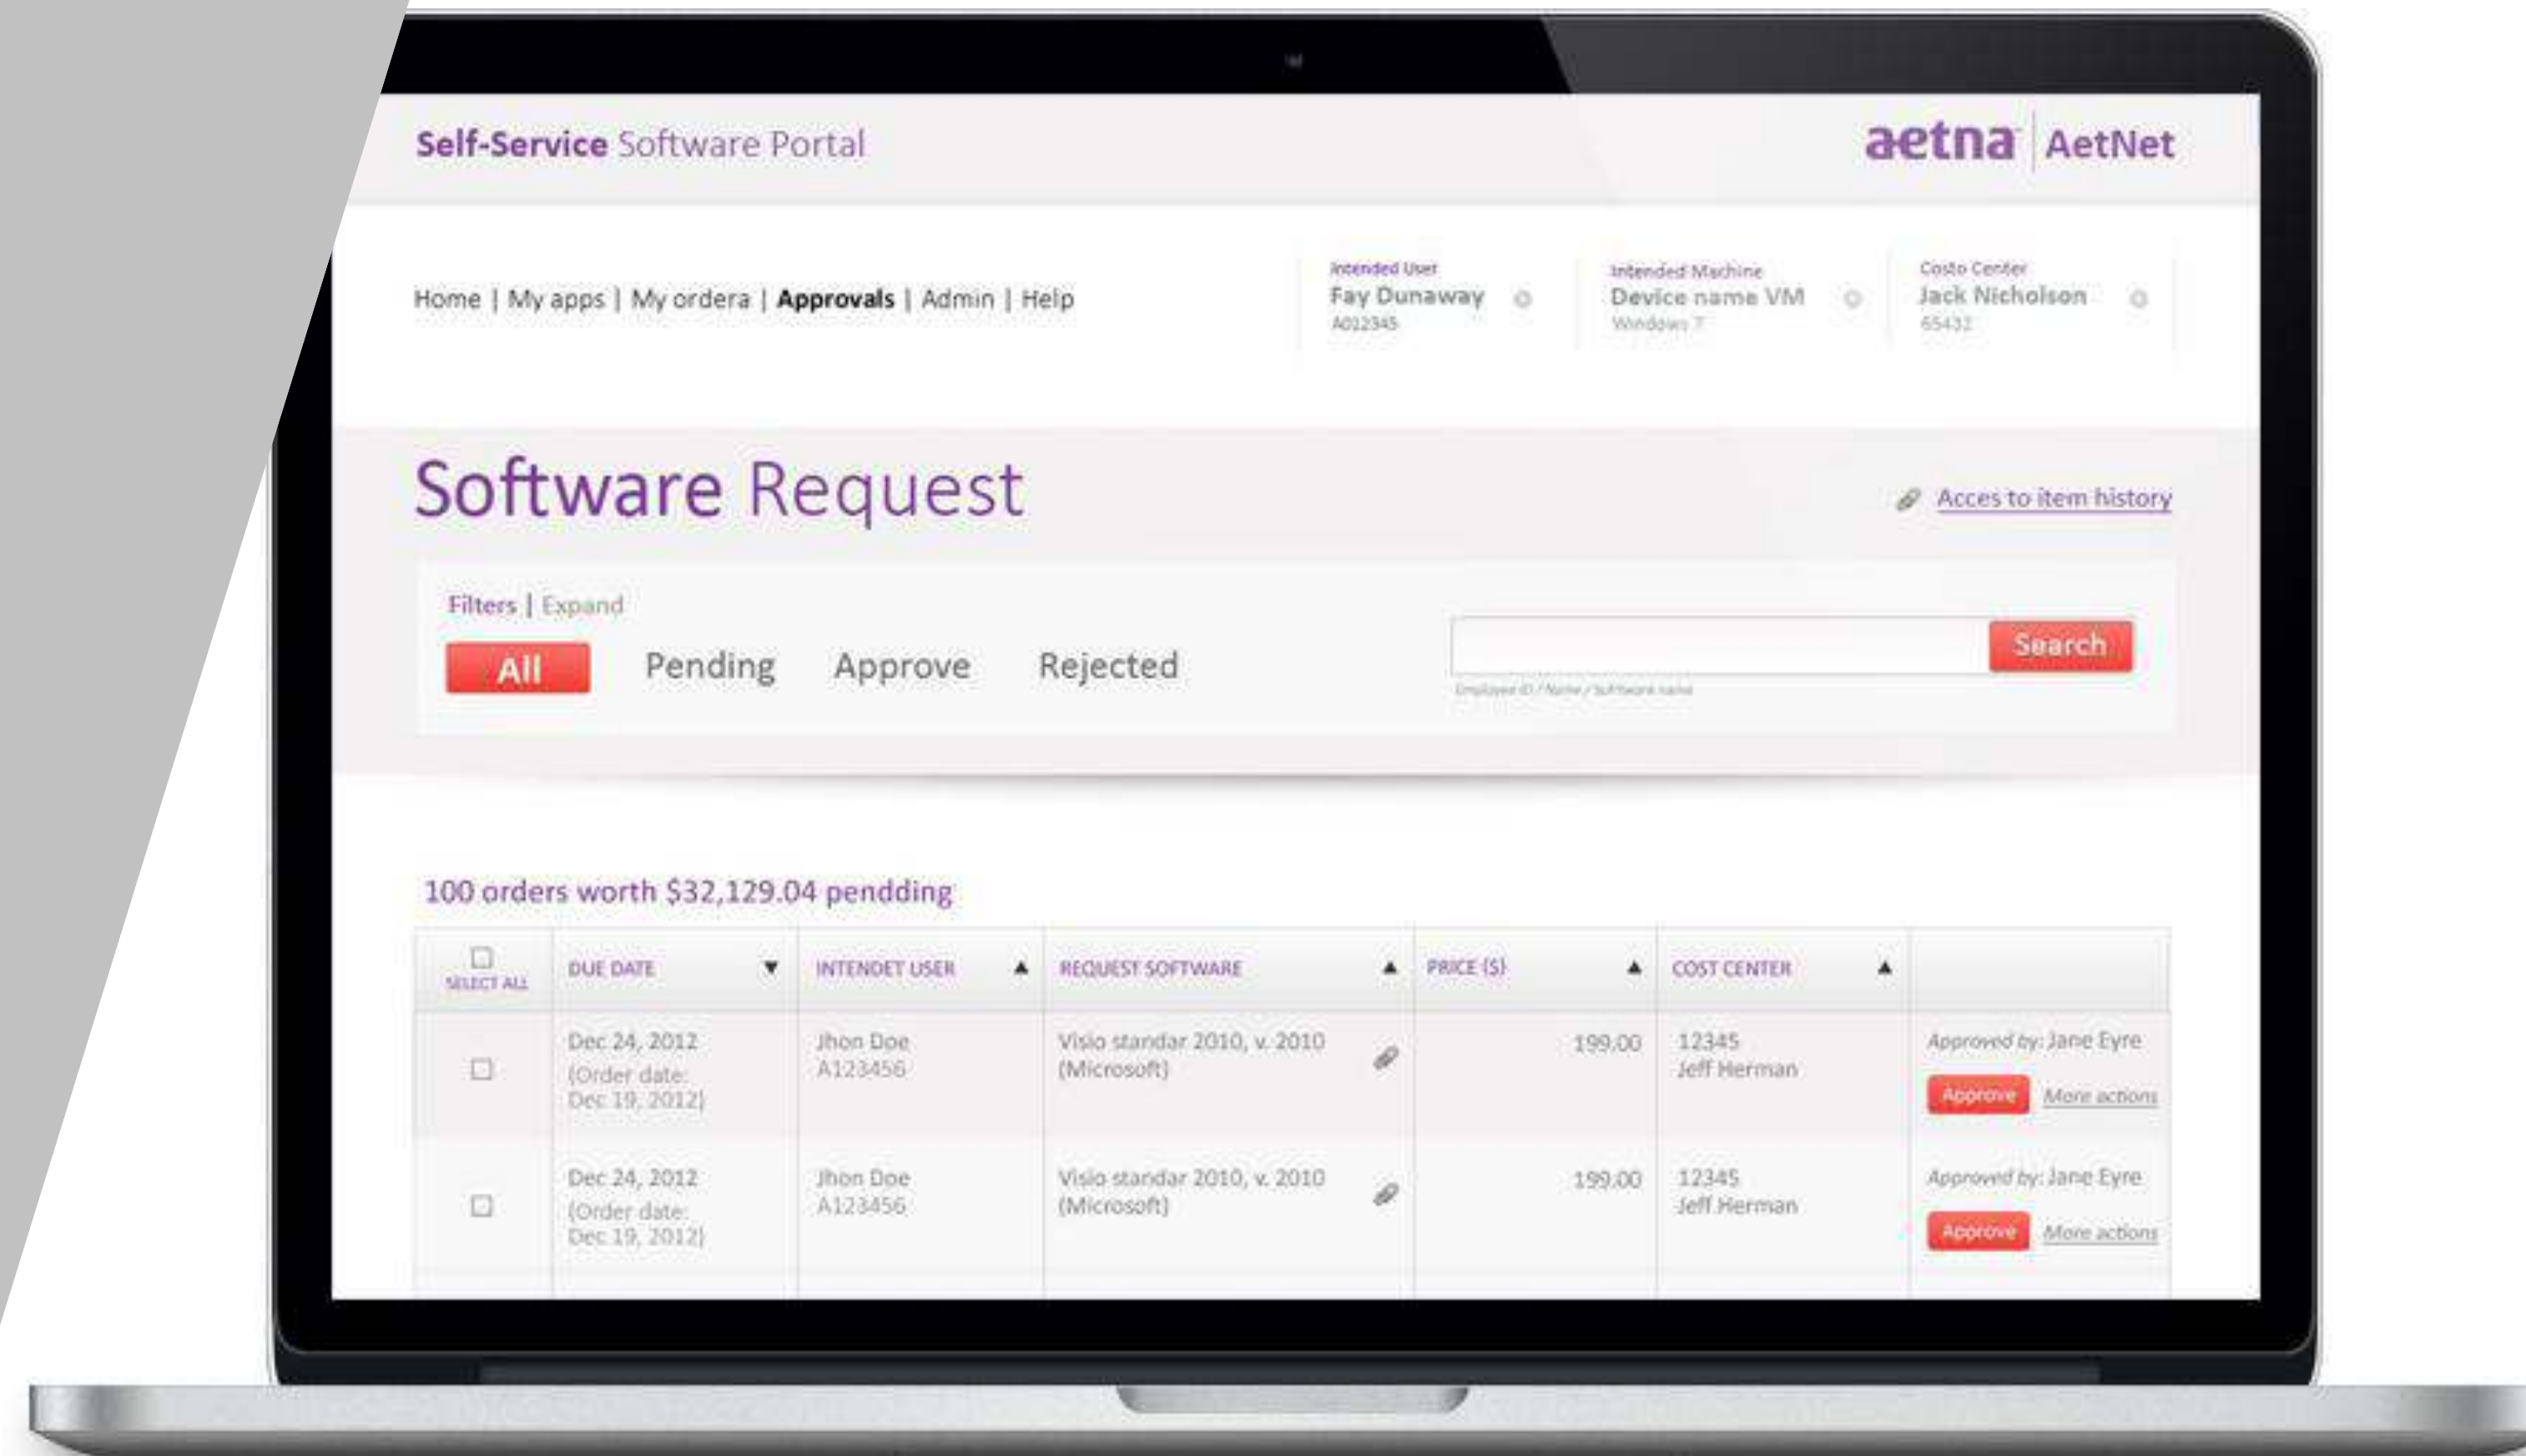 Self-Service Software Portal
aetna | AetNet
Home | My apps | My ordera | Approvals | Admin | Help
Intended User
Fay Dunaway
A012345
Intended Machine
Device name VM
Windows 7
Costo Center
Jack Nicholson
65432
Software Request
Acces to item history
Filters | Expand
All Pending Approve Rejected
Search
Employee ID / Name / Software name
100 orders worth $32,129.04 pendding
SELECT ALL
DUE DATE ▼ INTENDET USER ▲ REQUEST SOFTWARE ▲ PRICE ($) ▲ COST CENTER ▲
Dec 24, 2012
(Order date:
Dec 19, 2012)
Jhon Doe
A123456
Visio standar 2010, v. 2010
(Microsoft)
199.00
12345
Jeff Herman
Approved by: Jane Eyre
Approve More actions
Dec 24, 2012
(Order date:
Dec 19, 2012)
Jhon Doe
A123456
Visio standar 2010, v. 2010
(Microsoft)
199.00
12345
Jeff Herman
Approved by: Jane Eyre
Approve More actions